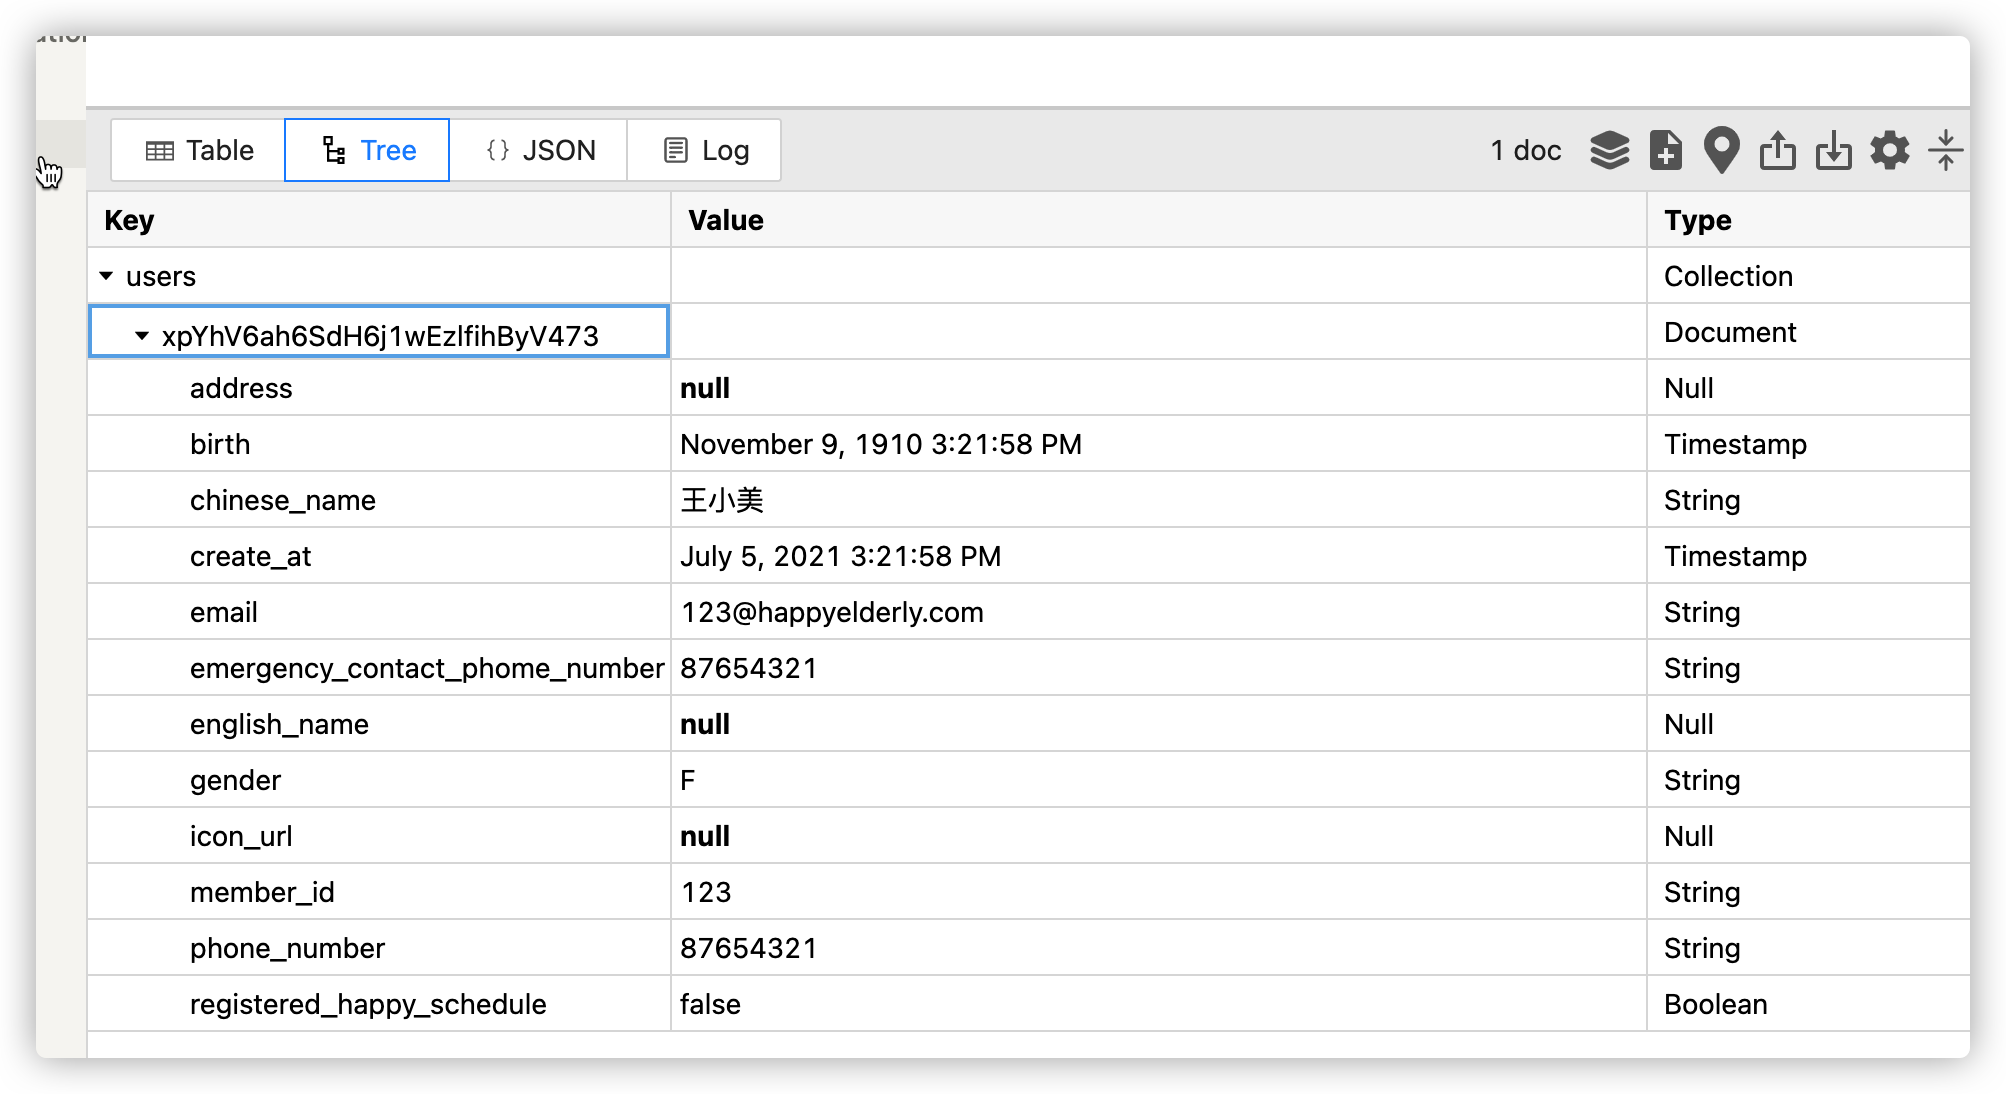 Table Tree {} JSON Log 1 doc
Key Value Type
users Collection
xpYhV6ah6SdH6j1wEzlfihByV473 Document
address null Null
birth November 9, 1910 3:21:58 PM Timestamp
chinese_name 王小美 String
create_at July 5, 2021 3:21:58 PM Timestamp
email 123@happyelderly.com String
emergency_contact_phome_number 87654321 String
english_name null Null
gender F String
icon_url null Null
member_id 123 String
phone_number 87654321 String
registered_happy_schedule false Boolean